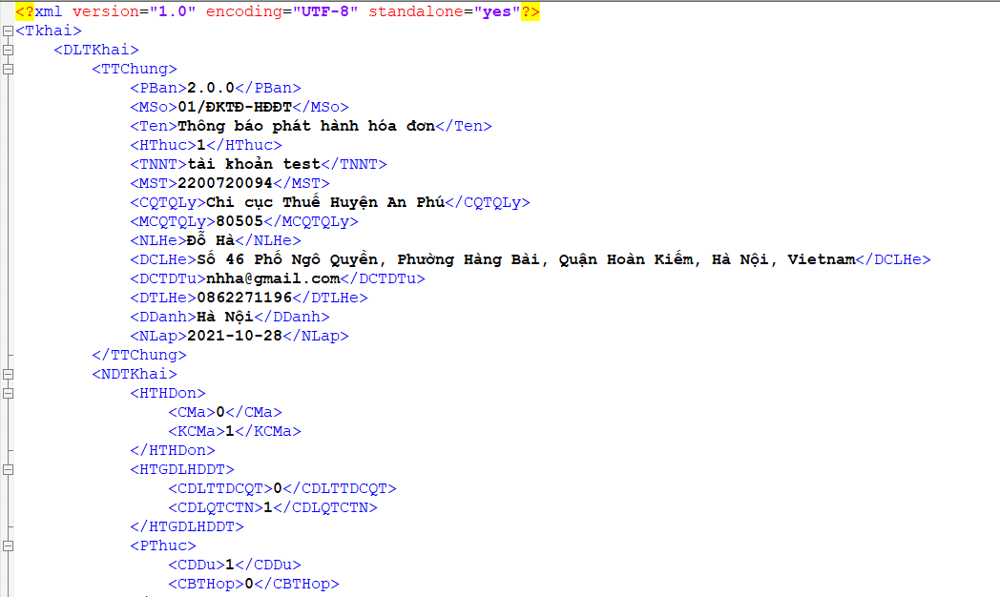 <?xml version="1.0" encoding="UTF-8" standalone="yes"?>
<Tkhai>
<DLTKhai>
<TTChung>
<PBan>2.0.0</PBan>
<MSo>01/ĐKTĐ-HĐĐT</MSo>
<Ten>Thông báo phát hành hóa đơn</Ten>
<HThuc>1</HThuc>
<TNNT>tài khoản test</TNNT>
<MST>2200720094</MST>
<CQTQLy>Chi cục Thuế Huyện An Phú</CQTQLy>
<MCQTQLy>80505</MCQTQLy>
<NLHe>Đỗ Hà</NLHe>
<DCLHe>Số 46 Phố Ngô Quyền, Phường Hàng Bài, Quận Hoàn Kiếm, Hà Nội, Vietnam</DCLHe>
<DCTDTu>nhha@gmail.com</DCTDTu>
<DTLHe>0862271196</DTLHe>
<DDanh>Hà Nội</DDanh>
<NLap>2021-10-28</NLap>
</TTChung>
<NDTKhai>
<HTHDon>
<CMa>0</CMa>
<KCMa>1</KCMa>
</HTHDon>
<HTGDLHDDT>
<CDLTTDCQT>0</CDLTTDCQT>
<CDLQTCTN>1</CDLQTCTN>
</HTGDLHDDT>
<PThuc>
<CDDu>1</CDDu>
<CBTHop>0</CBTHop>